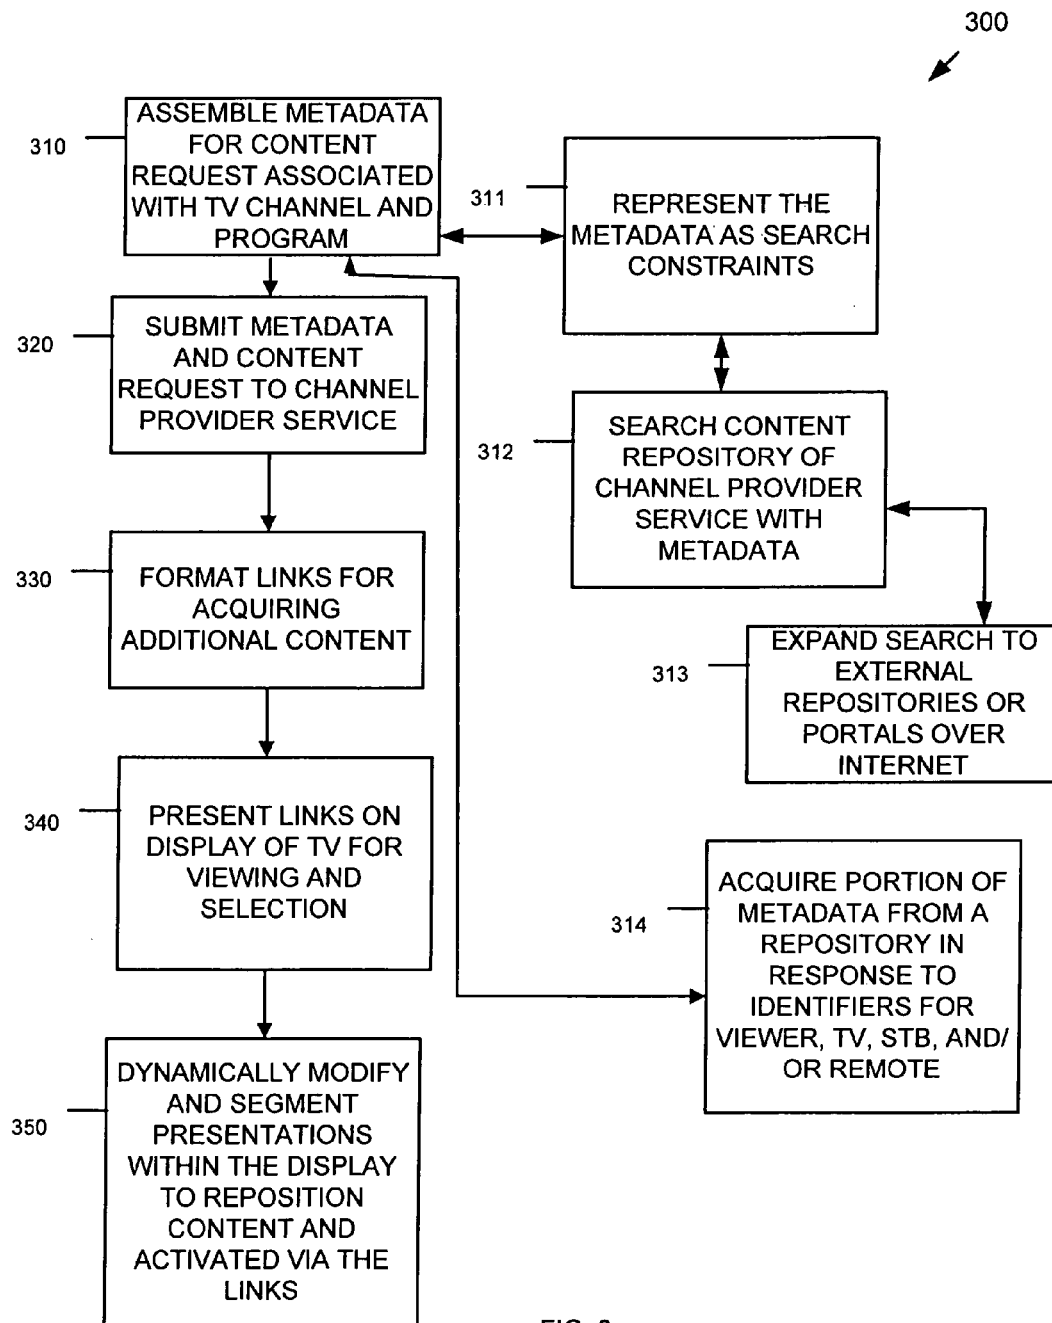 300
310
ASSEMBLE METADATA
FOR CONTENT
REQUEST ASSOCIATED
WITH TV CHANNEL AND
PROGRAM
311
REPRESENT THE
METADATA AS SEARCH
CONSTRAINTS
320
SUBMIT METADATA
AND CONTENT
REQUEST TO CHANNEL
PROVIDER SERVICE
312
SEARCH CONTENT
REPOSITORY OF
CHANNEL PROVIDER
SERVICE WITH
METADATA
330
FORMAT LINKS FOR
ACQUIRING
ADDITIONAL CONTENT
313
EXPAND SEARCH TO
EXTERNAL
REPOSITORIES OR
PORTALS OVER
INTERNET
340
PRESENT LINKS ON
DISPLAY OF TV FOR
VIEWING AND
SELECTION
314
ACQUIRE PORTION OF
METADATA FROM A
REPOSITORY IN
RESPONSE TO
IDENTIFIERS FOR
VIEWER, TV, STB, AND/
OR REMOTE
350
DYNAMICALLY MODIFY
AND SEGMENT
PRESENTATIONS
WITHIN THE DISPLAY
TO REPOSITION
CONTENT AND
ACTIVATED VIA THE
LINKS